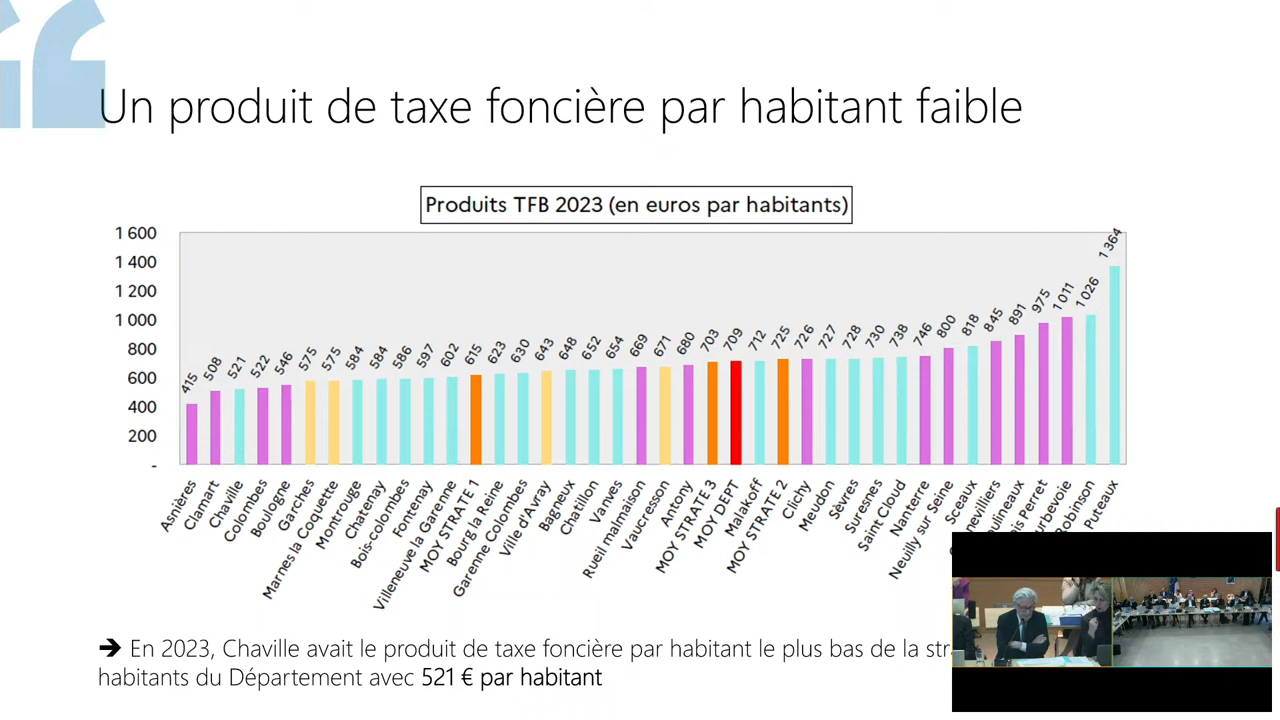 Un produit de taxe foncière par habitant faible
Produits TFB 2023 (en euros par habitants)
1 600
1 400
1 200
1 000
800
600
400
200
-
415
508
521
522
546
575
575
584
584
586
597
602
615
623
630
643
648
652
654
669
671
680
703
709
712
725
726
727
728
730
738
746
800
818
845
891
975
1 011
1 026
1 364
Asnières
Clamart
Chaville
Colombes
Boulogne
Garches
Marnes la Coquette
Montrouge
Chatenay
Bois-colombes
Fontenay
Villeneuve la Garenne
MOY STRATE 1
Bourg la Reine
Garenne Colombes
Ville d'Avray
Bagneux
Chatillon
Vanves
Rueil malmaison
Vaucresson
Antony
MOY STRATE 3
MOY DEPT
Malakoff
MOY STRATE 2
Clichy
Meudon
Sèvres
Suresnes
Saint Cloud
Nanterre
Neuilly sur Seine
Sceaux
Perret
Robinson
Puteaux
➔ En 2023, Chaville avait le produit de taxe foncière par habitant le plus bas de la
habitants du Département avec 521 € par habitant